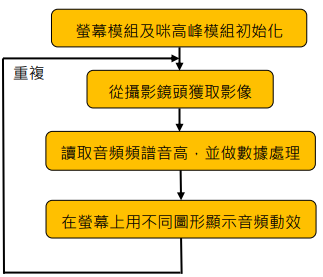 螢幕模組及咪高峰模組初始化
重複
從攝影鏡頭獲取影像
讀取音頻頻譜音高，並做數據處理
在螢幕上用不同圖形顯示音頻動效